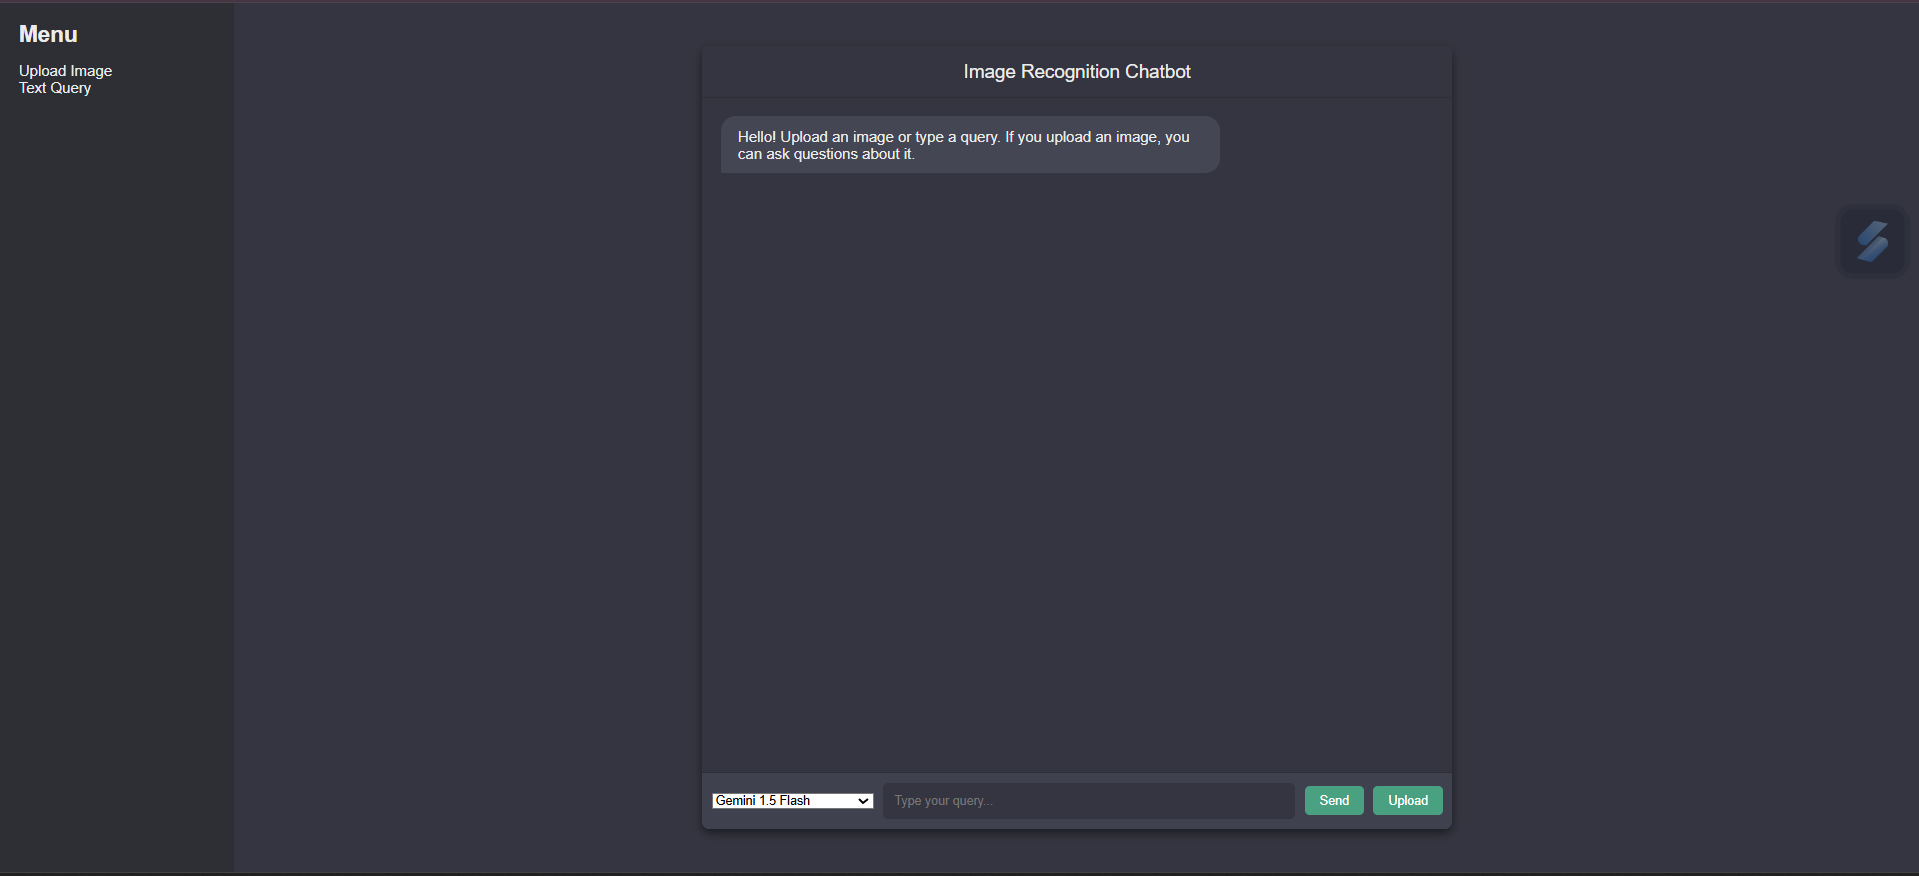 Menu
Upload Image
Text Query
Image Recognition Chatbot
Hello! Upload an image or type a query. If you upload an image, you
can ask questions about it.
Gemini 1.5 Flash
Type your query...
Send
Upload